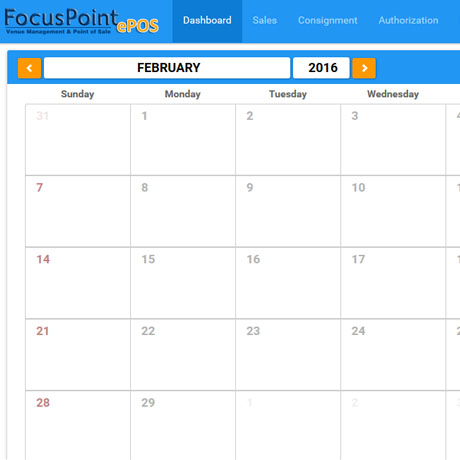 FocusPoint
ePOS
Venue Management & Point of Sale
Dashboard Sales Consignment Authorization
FEBRUARY 2016
Sunday Monday Tuesday Wednesday
31 1 2 3
7 8 9 10
14 15 16 17
21 22 23 24
28 29 1 2